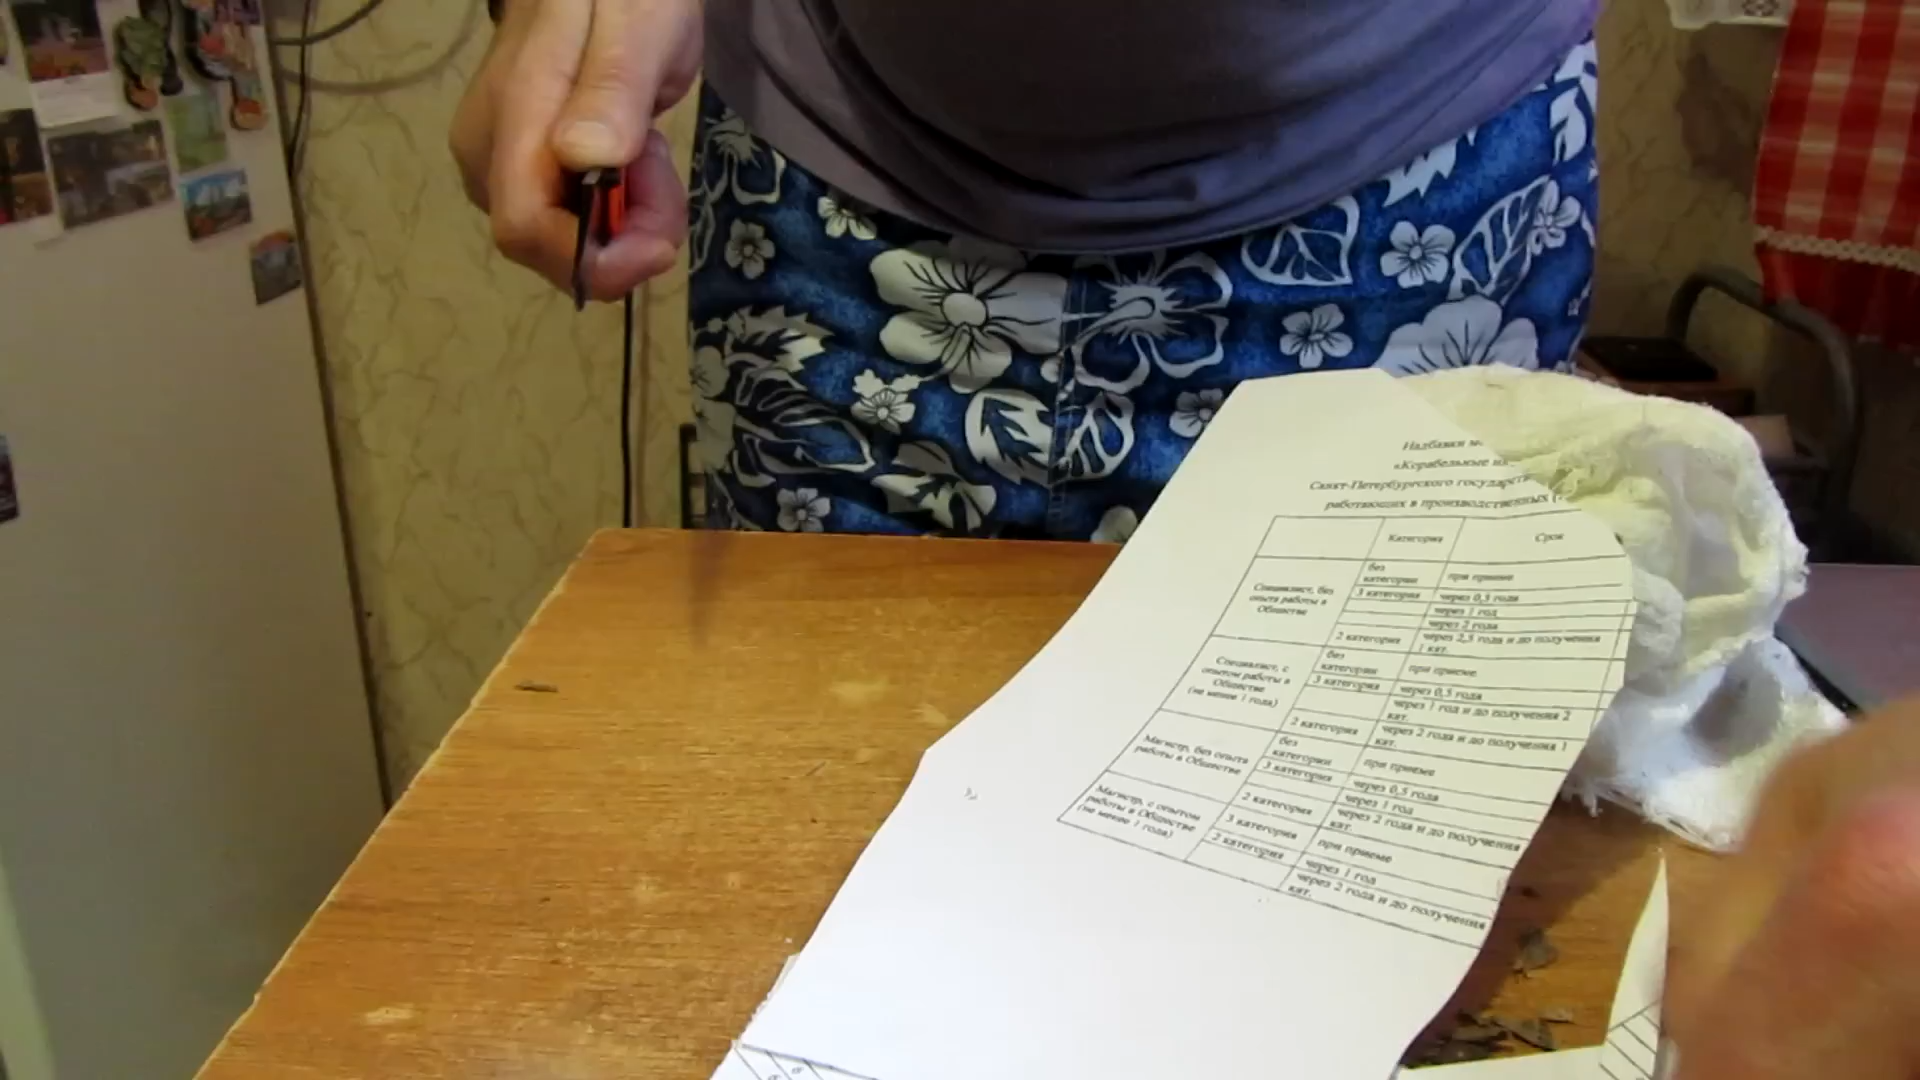 Надбавки
«Корабельные
Санкт-Петербургского
работающих в производственных
Категория Срок
Специалист, без опыта работы в Обществе
без категории при приеме
3 категория через 0,5 года
через 1 год
через 2 года
2 категория через 2,5 года и до получения 1 кат.
Специалист, с опытом работы в Обществе (не менее 1 года)
без категории при приеме
3 категория через 0,5 года
через 1 год и до получения 2 кат.
2 категория через 2 года и до получения 1 кат.
Магистр, без опыта работы в Обществе
без категории при приеме
3 категория через 0,5 года
через 1 год
2 категория через 2 года и до получения кат.
Магистр, с опытом работы в Обществе (не менее 1 года)
3 категория при приеме
через 1 год
2 категория через 2 года и до получения кат.